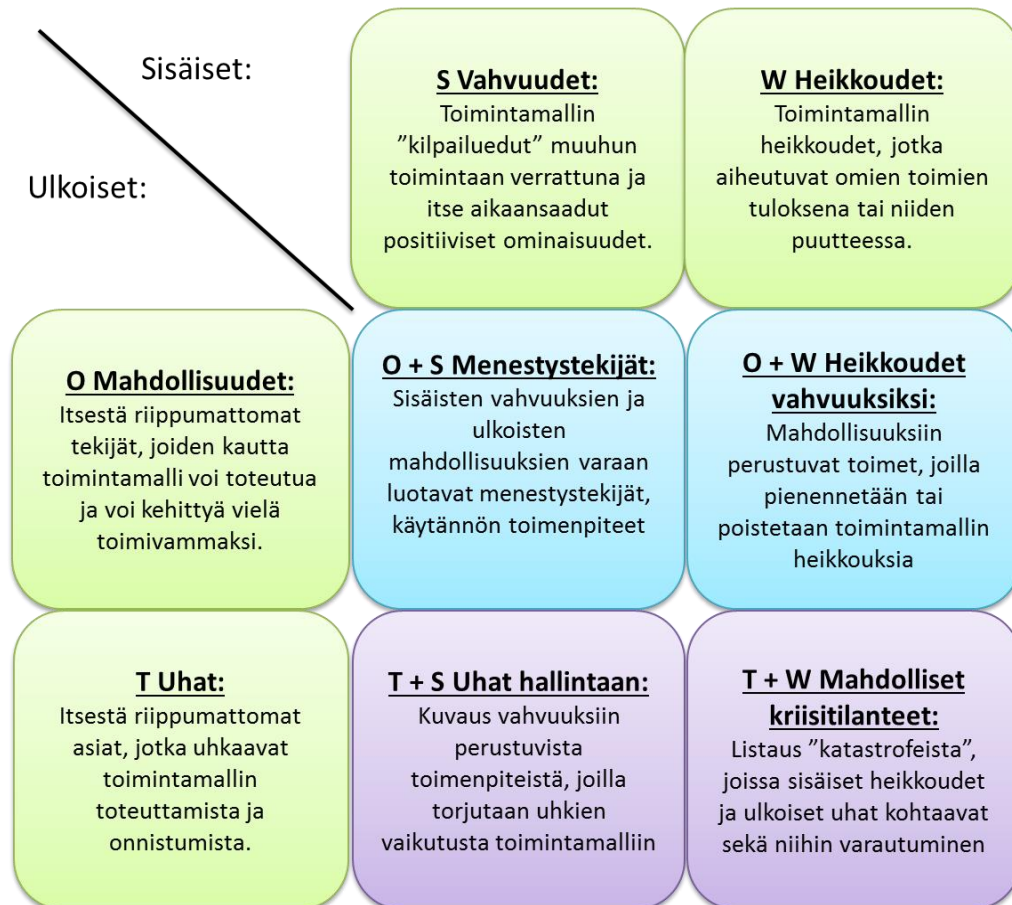 Sisäiset:
Ulkoiset:
S Vahvuudet:
Toimintamallin
”kilpailuedut” muuhun
toimintaan verrattuna ja
itse aikaansaadut
positiiviset ominaisuudet.
W Heikkoudet:
Toimintamallin
heikkoudet, jotka
aiheutuvat omien toimien
tuloksena tai niiden
puutteessa.
O Mahdollisuudet:
Itsestä riippumattomat
tekijät, joiden kautta
toimintamalli voi toteutua
ja voi kehittyä vielä
toimivammaksi.
O + S Menestystekijät:
Sisäisten vahvuuksien ja
ulkoisten
mahdollisuuksien varaan
luotavat menestystekijät,
käytännön toimenpiteet
O + W Heikkoudet
vahvuuksiksi:
Mahdollisuuksiin
perustuvat toimet, joilla
pienennetään tai
poistetaan toimintamallin
heikkouksia
T Uhat:
Itsestä riippumattomat
asiat, jotka uhkaavat
toimintamallin
toteuttamista ja
onnistumista.
T + S Uhat hallintaan:
Kuvaus vahvuuksiin
perustuvista
toimenpiteistä, joilla
torjutaan uhkien
vaikutusta toimintamalliin
T + W Mahdolliset
kriisitilanteet:
Listaus ”katastrofeista”,
joissa sisäiset heikkoudet
ja ulkoiset uhat kohtaavat
sekä niihin varautuminen